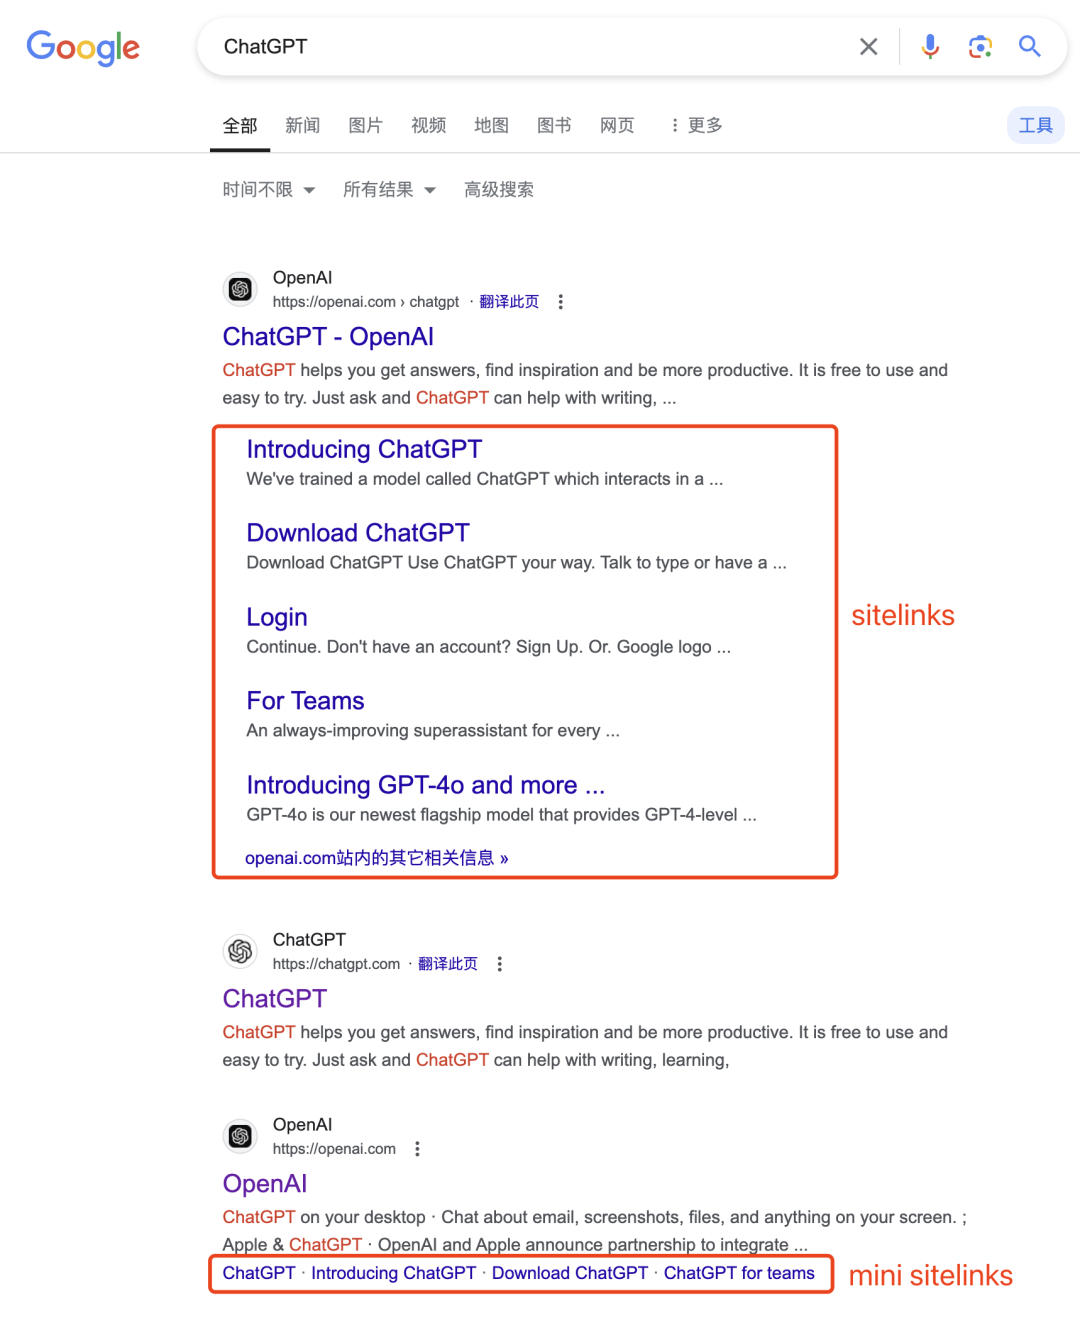 Google
ChatGPT
全部 新闻 图片 视频 地图 图书 网页 更多 工具
时间不限 所有结果 高级搜索
OpenAI
https://openai.com › chatgpt · 翻译此页
ChatGPT - OpenAI
ChatGPT helps you get answers, find inspiration and be more productive. It is free to use and
easy to try. Just ask and ChatGPT can help with writing, ...
Introducing ChatGPT
We've trained a model called ChatGPT which interacts in a ...
Download ChatGPT
Download ChatGPT Use ChatGPT your way. Talk to type or have a ...
Login
Continue. Don't have an account? Sign Up. Or. Google logo ...
For Teams
An always-improving superassistant for every ...
Introducing GPT-4o and more ...
GPT-4o is our newest flagship model that provides GPT-4-level ...
openai.com站内的其它相关信息 »
sitelinks
ChatGPT
https://chatgpt.com · 翻译此页
ChatGPT
ChatGPT helps you get answers, find inspiration and be more productive. It is free to use and
easy to try. Just ask and ChatGPT can help with writing, learning,
OpenAI
https://openai.com
OpenAI
ChatGPT on your desktop · Chat about email, screenshots, files, and anything on your screen. ;
Apple & ChatGPT · OpenAI and Apple announce partnership to integrate ...
ChatGPT · Introducing ChatGPT · Download ChatGPT · ChatGPT for teams
mini sitelinks